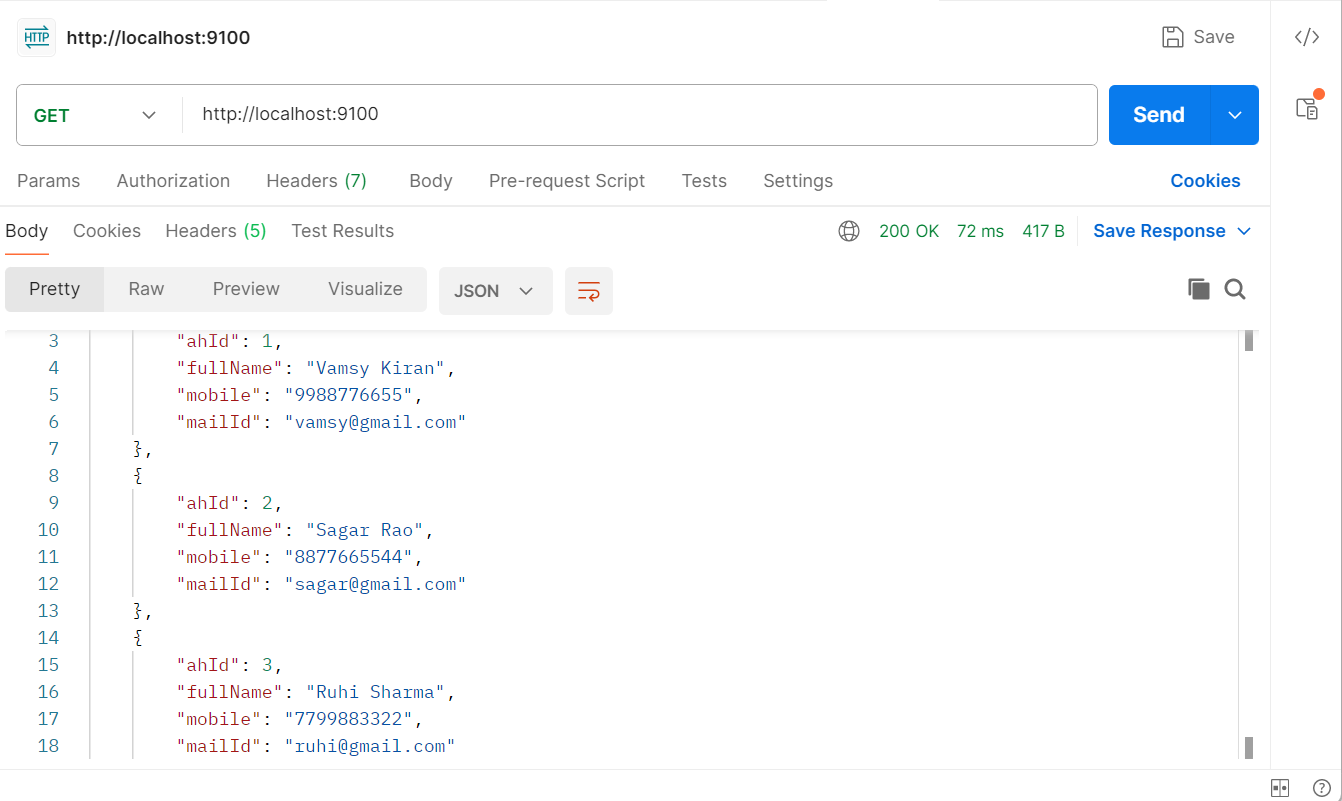 HTTP http://localhost:9100 Save </>
GET http://localhost:9100 Send
Params Authorization Headers (7) Body Pre-request Script Tests Settings Cookies
Body Cookies Headers (5) Test Results 200 OK 72 ms 417 B Save Response
Pretty Raw Preview Visualize JSON
3 "ahId": 1,
4 "fullName": "Vamsy Kiran",
5 "mobile": "9988776655",
6 "mailId": "vamsy@gmail.com"
7 },
8 {
9 "ahId": 2,
10 "fullName": "Sagar Rao",
11 "mobile": "8877665544",
12 "mailId": "sagar@gmail.com"
13 },
14 {
15 "ahId": 3,
16 "fullName": "Ruhi Sharma",
17 "mobile": "7799883322",
18 "mailId": "ruhi@gmail.com"